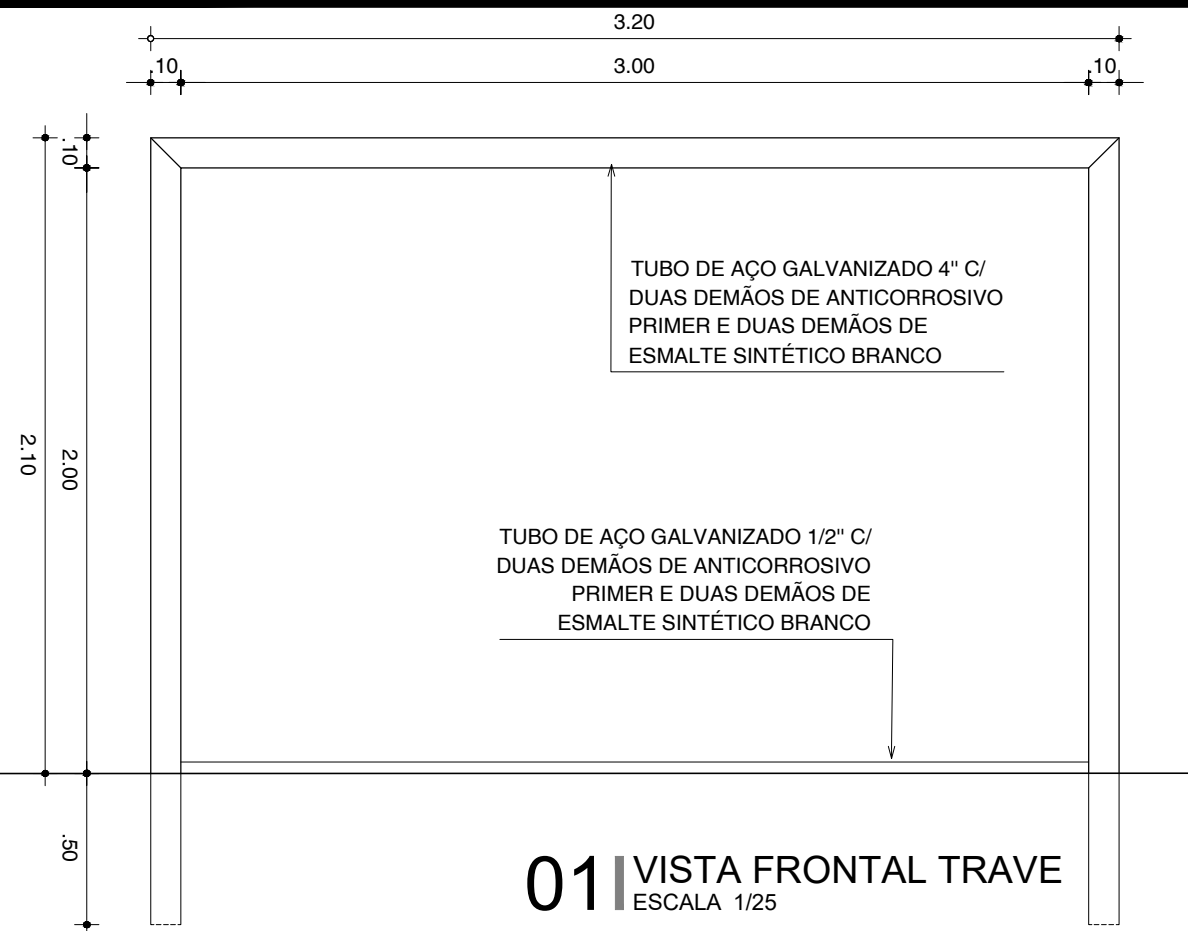 3.20
.10
3.00
.10
.10
TUBO DE AÇO GALVANIZADO 4" C/
DUAS DEMÃOS DE ANTICORROSIVO
PRIMER E DUAS DEMÃOS DE
ESMALTE SINTÉTICO BRANCO
2.10
2.00
TUBO DE AÇO GALVANIZADO 1/2" C/
DUAS DEMÃOS DE ANTICORROSIVO
PRIMER E DUAS DEMÃOS DE
ESMALTE SINTÉTICO BRANCO
.50
01 VISTA FRONTAL TRAVE
ESCALA 1/25